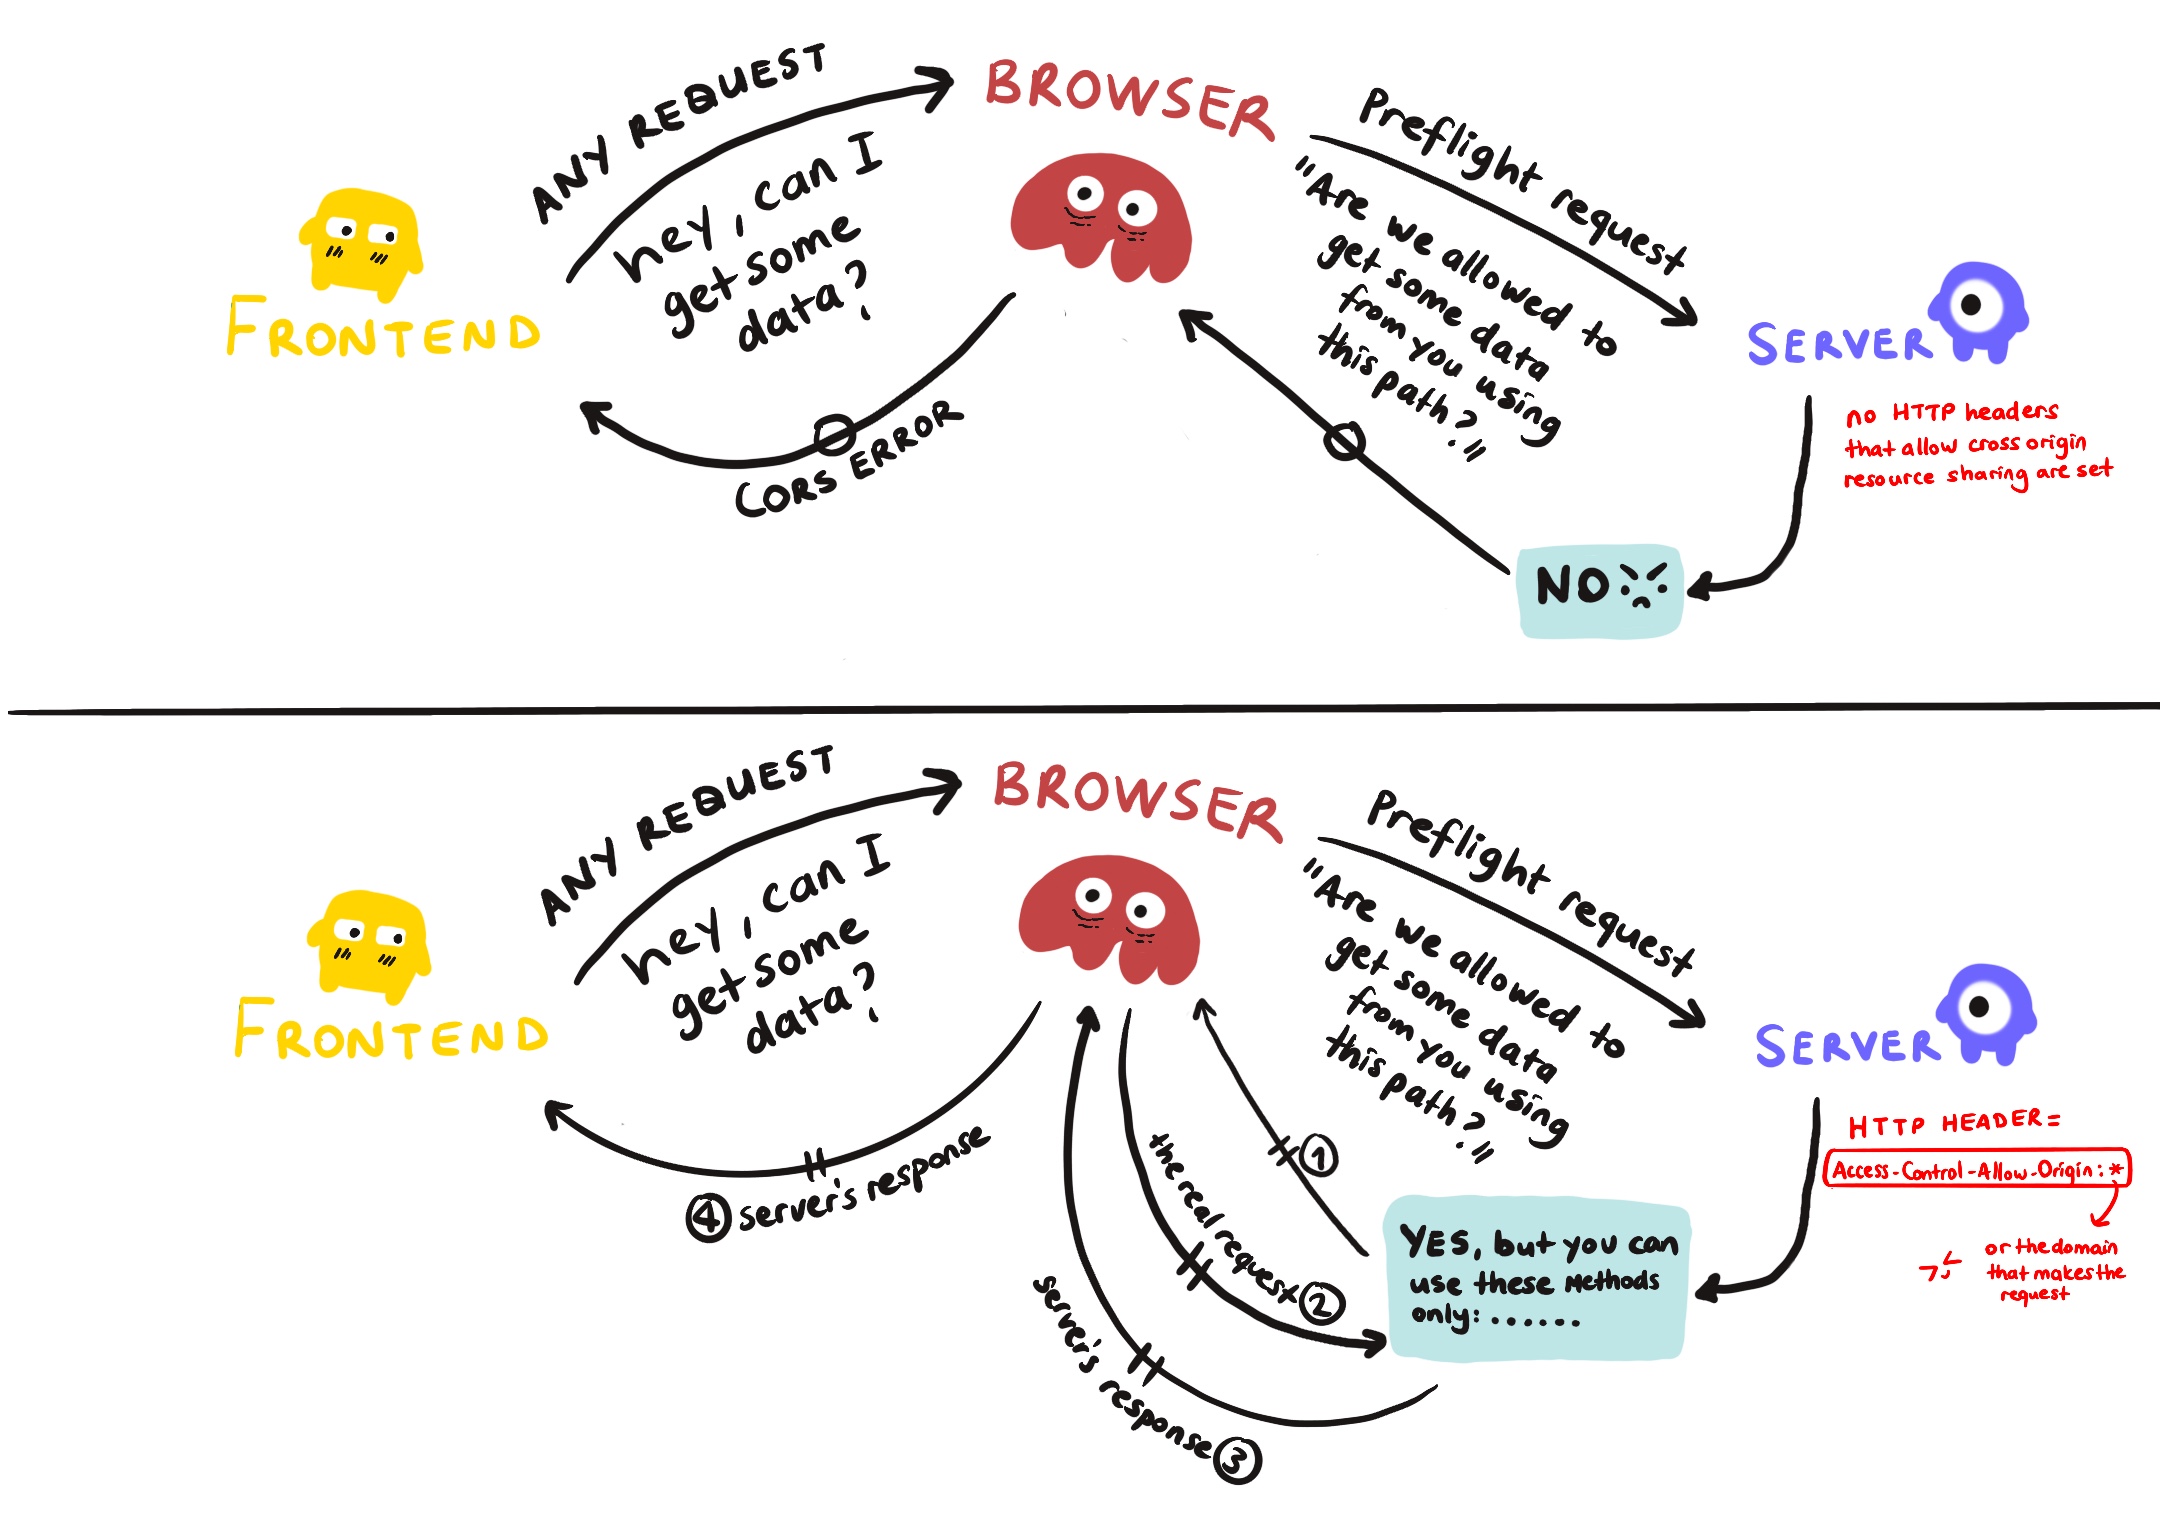 ANY REQUEST
hey, can I
get some
data?
BROWSER
Preflight request
"Are we allowed to
get some data
from you using
this path?"
FRONTEND
SERVER
no HTTP headers
that allow cross origin
resource sharing are set
CORS ERROR
NO
ANY REQUEST
hey, can I
get some
data?
BROWSER
Preflight request
"Are we allowed to
get some data
from you using
this path?"
FRONTEND
SERVER
HTTP HEADER =
Access-Control-Allow-Origin: *
or the domain
that makes the
request
1
YES, but you can
use these methods
only: ......
the real request 2
server's response 3
4 server's response